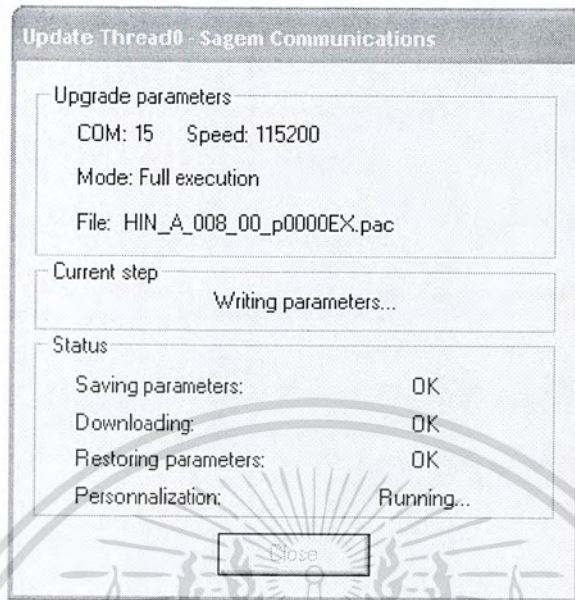 Update Thread0 - Sagem Communications
Upgrade parameters
COM: 15 Speed: 115200
Mode: Full execution
File: HIN_A_008_00_p0000EX.pac
Current step
Writing parameters...
Status
Saving parameters: OK
Downloading: OK
Restoring parameters: OK
Personnalization: Running...
Close